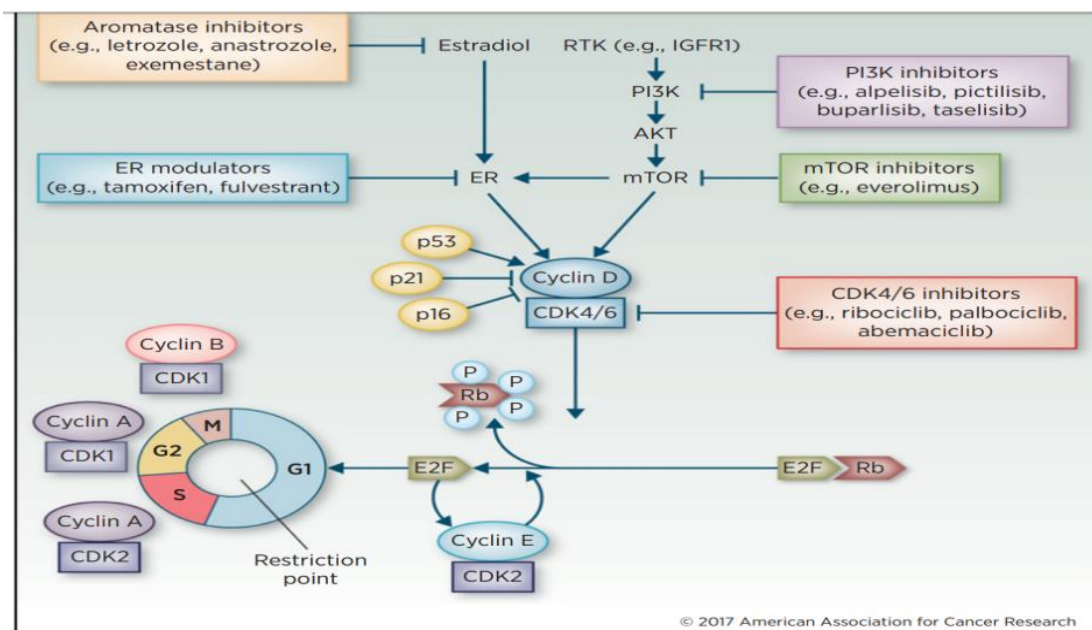 Aromatase inhibitors
(e.g., letrozole, anastrozole,
exemestane)
Estradiol
RTK (e.g., IGFR1)
PI3K
PI3K inhibitors
(e.g., alpelisib, pictilisib,
buparlisib, taselisib)
AKT
ER modulators
(e.g., tamoxifen, fulvestrant)
ER
mTOR
mTOR inhibitors
(e.g., everolimus)
p53
p21
p16
Cyclin D
CDK4/6
CDK4/6 inhibitors
(e.g., ribociclib, palbociclib,
abemaciclib)
Cyclin B
CDK1
P
P
Rb
P
P
Cyclin A
CDK1
M
G2
G1
S
E2F
E2F
Rb
Cyclin A
CDK2
Cyclin E
CDK2
Restriction
point
© 2017 American Association for Cancer Research